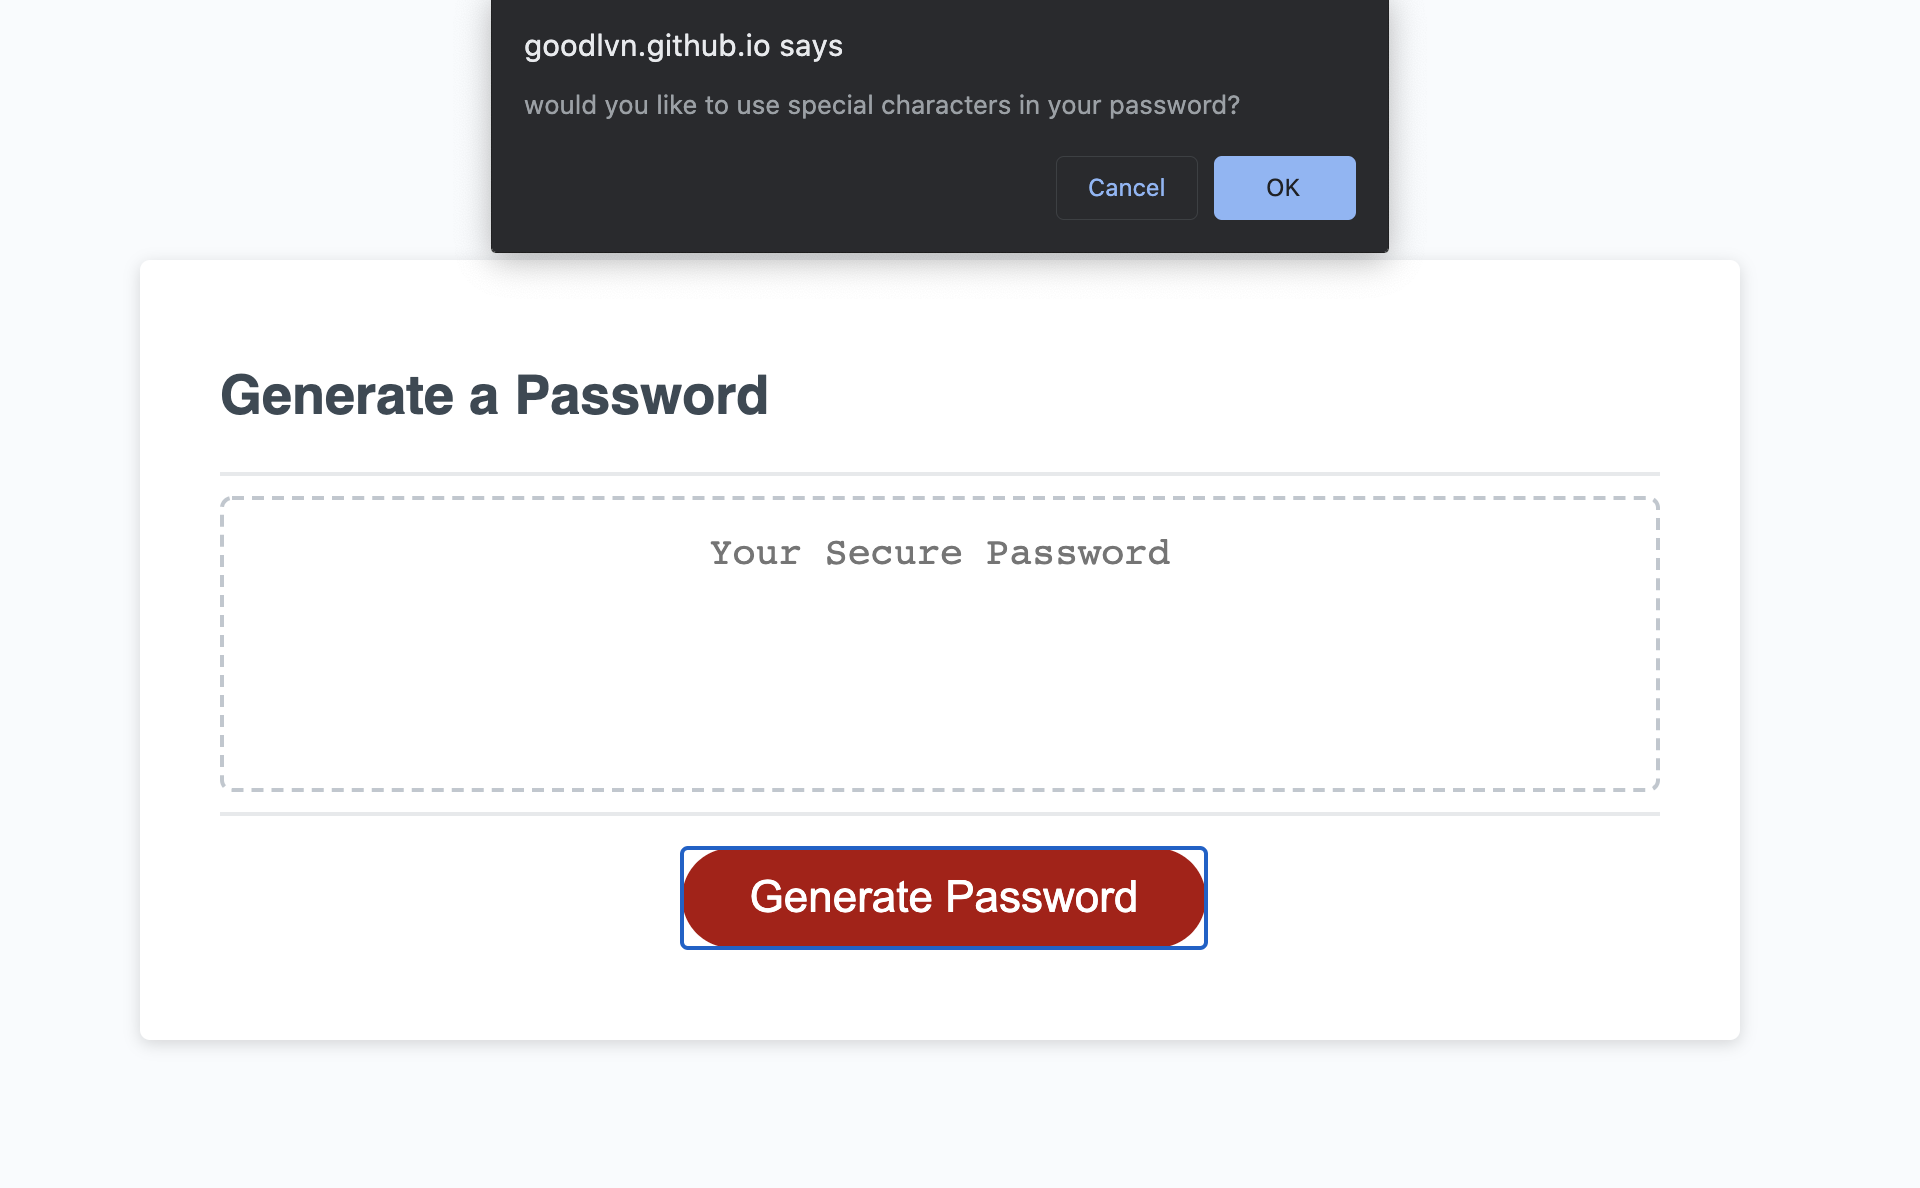 goodlvn.github.io says
would you like to use special characters in your password?
Cancel
OK
Generate a Password
Your Secure Password
Generate Password